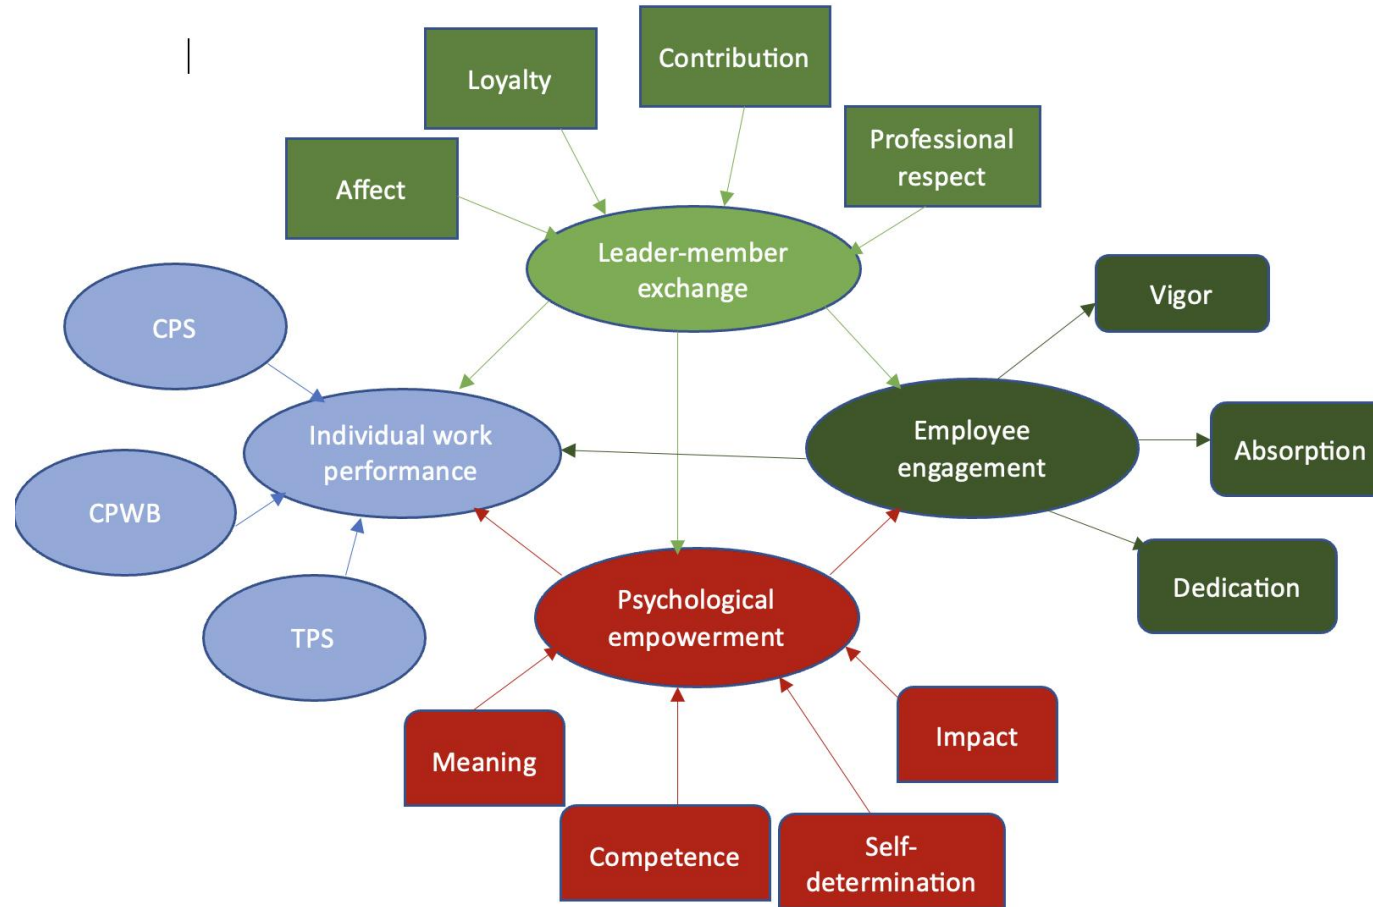 Contribution
Loyalty
Professional
respect
Affect
Leader-member
exchange
Vigor
CPS
Individual work
performance
Employee
engagement
Absorption
CPWB
Dedication
Psychological
empowerment
TPS
Impact
Meaning
Competence
Self-
determination